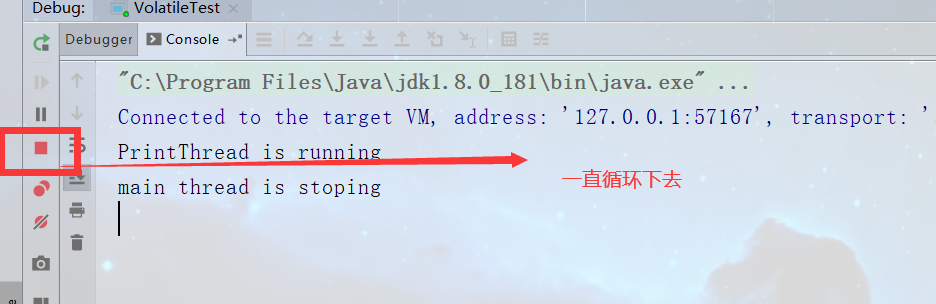 Debug: VolatileTest
Debugger Console
"C:\Program Files\Java\jdk1.8.0_181\bin\java.exe" ...
Connected to the target VM, address: '127.0.0.1:57167', transport: '
PrintThread is running
一直循环下去
main thread is stoping